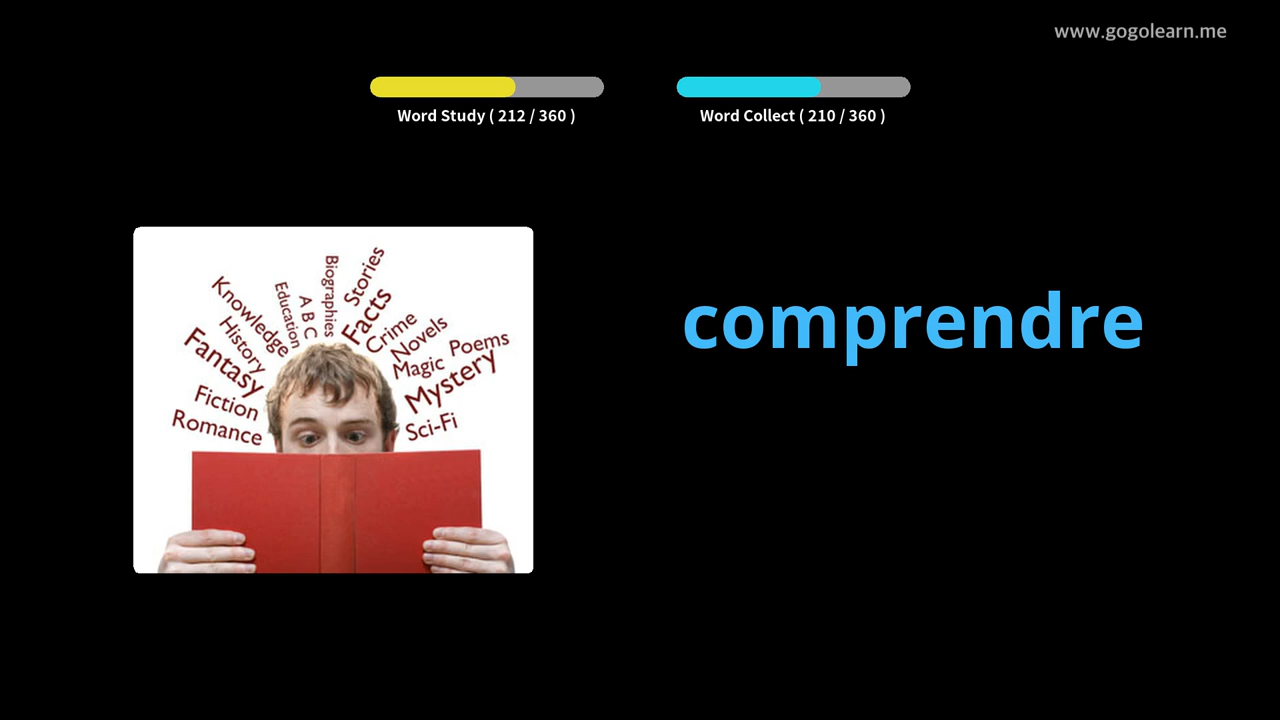 www.gogolearn.me
Word Study ( 212 / 360 )
Word Collect ( 210 / 360 )
comprendre
Knowledge
History
Fantasy
Fiction
Romance
Education
A B C
Biographies
Stories
Facts
Crime
Novels
Magic
Poems
Mystery
Sci-Fi